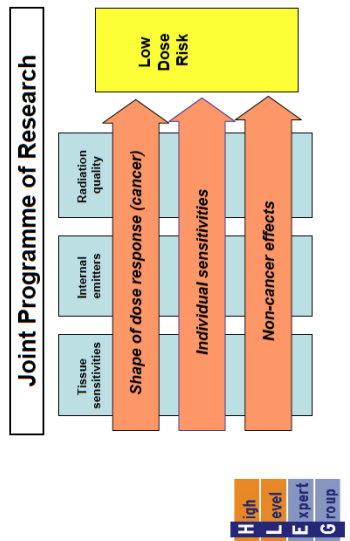 Joint Programme of Research
Tissue
sensitivities
Internal
emitters
Radiation
quality
Shape of dose response (cancer)
Individual sensitivities
Non-cancer effects
Low
Dose
Risk
High
Level
Expert
Group